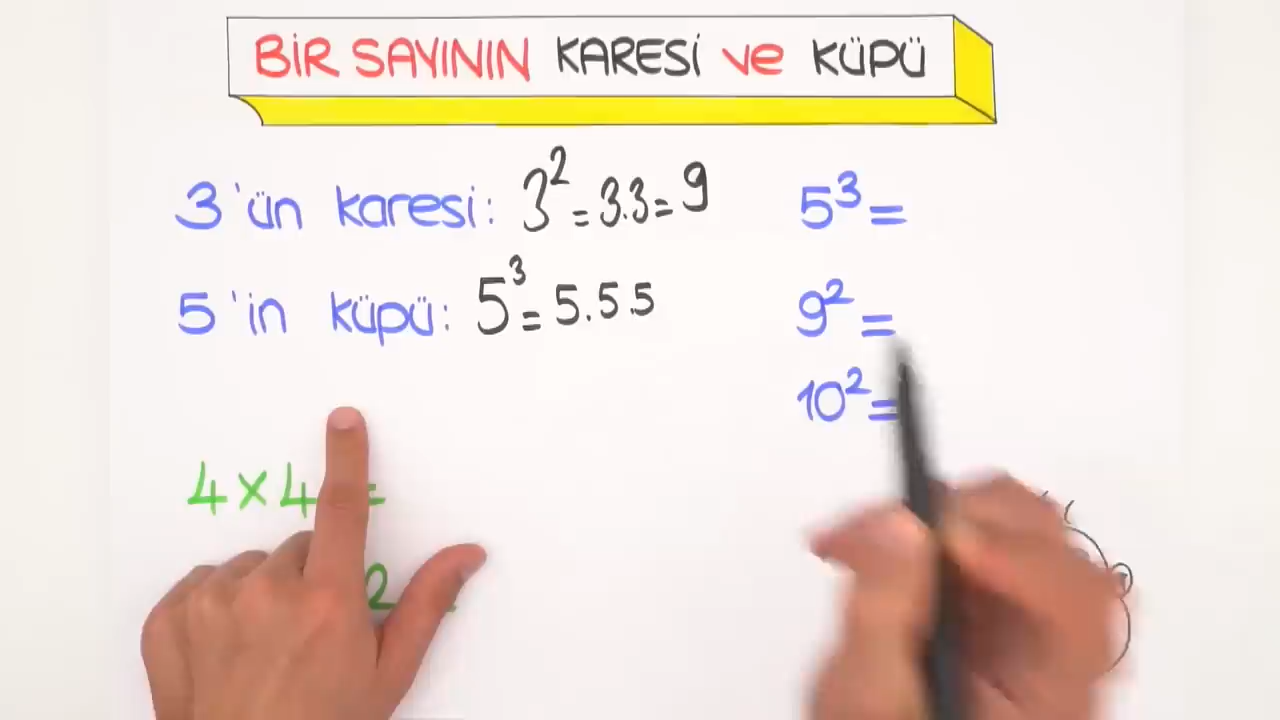 BİR SAYININ KARESİ ve KÜPÜ
3'ün karesi: 3² = 3.3 = 9
5'in küpü: 5³ = 5.5.5
5³ =
9² =
10² =
4 x 4 =
2